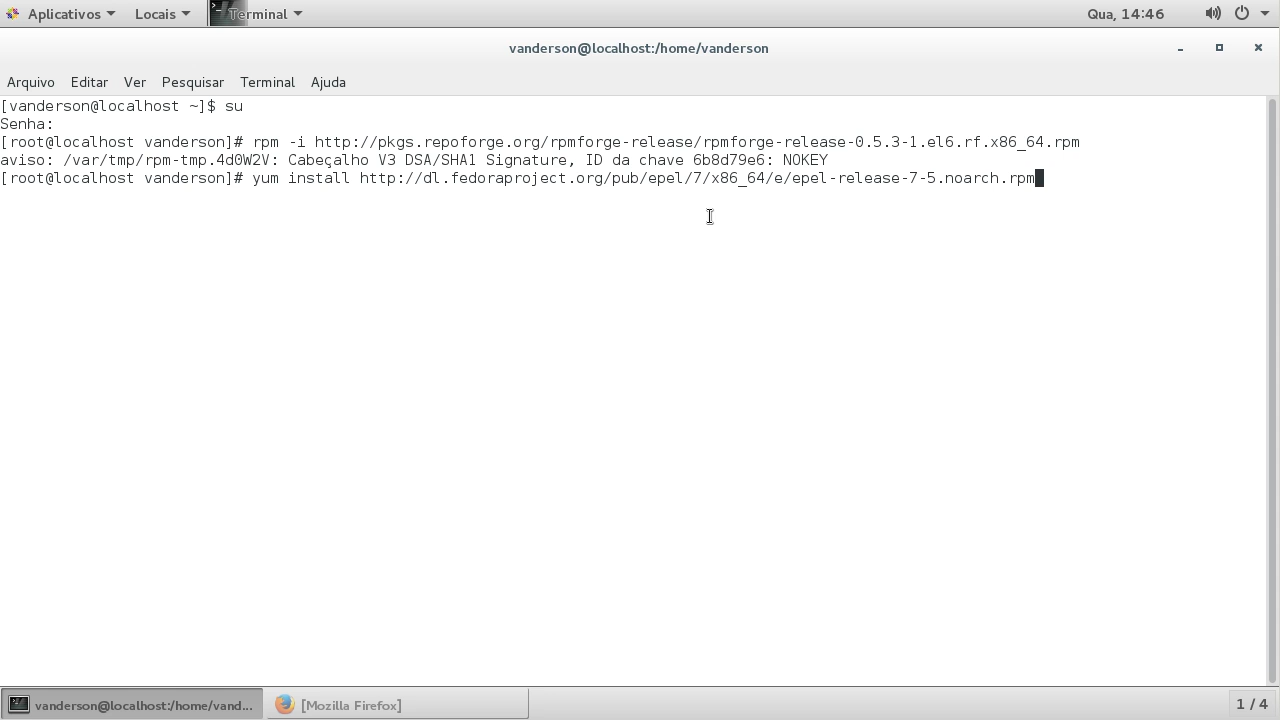 Aplicativos Locais Terminal Qua, 14:46
vanderson@localhost:/home/vanderson
Arquivo Editar Ver Pesquisar Terminal Ajuda
[vanderson@localhost ~]$ su
Senha:
[root@localhost vanderson]# rpm -i http://pkgs.repoforge.org/rpmforge-release/rpmforge-release-0.5.3-1.el6.rf.x86_64.rpm
aviso: /var/tmp/rpm-tmp.4d0W2V: Cabeçalho V3 DSA/SHA1 Signature, ID da chave 6b8d79e6: NOKEY
[root@localhost vanderson]# yum install http://dl.fedoraproject.org/pub/epel/7/x86_64/e/epel-release-7-5.noarch.rpm
vanderson@localhost:/home/vand... [Mozilla Firefox] 1 / 4